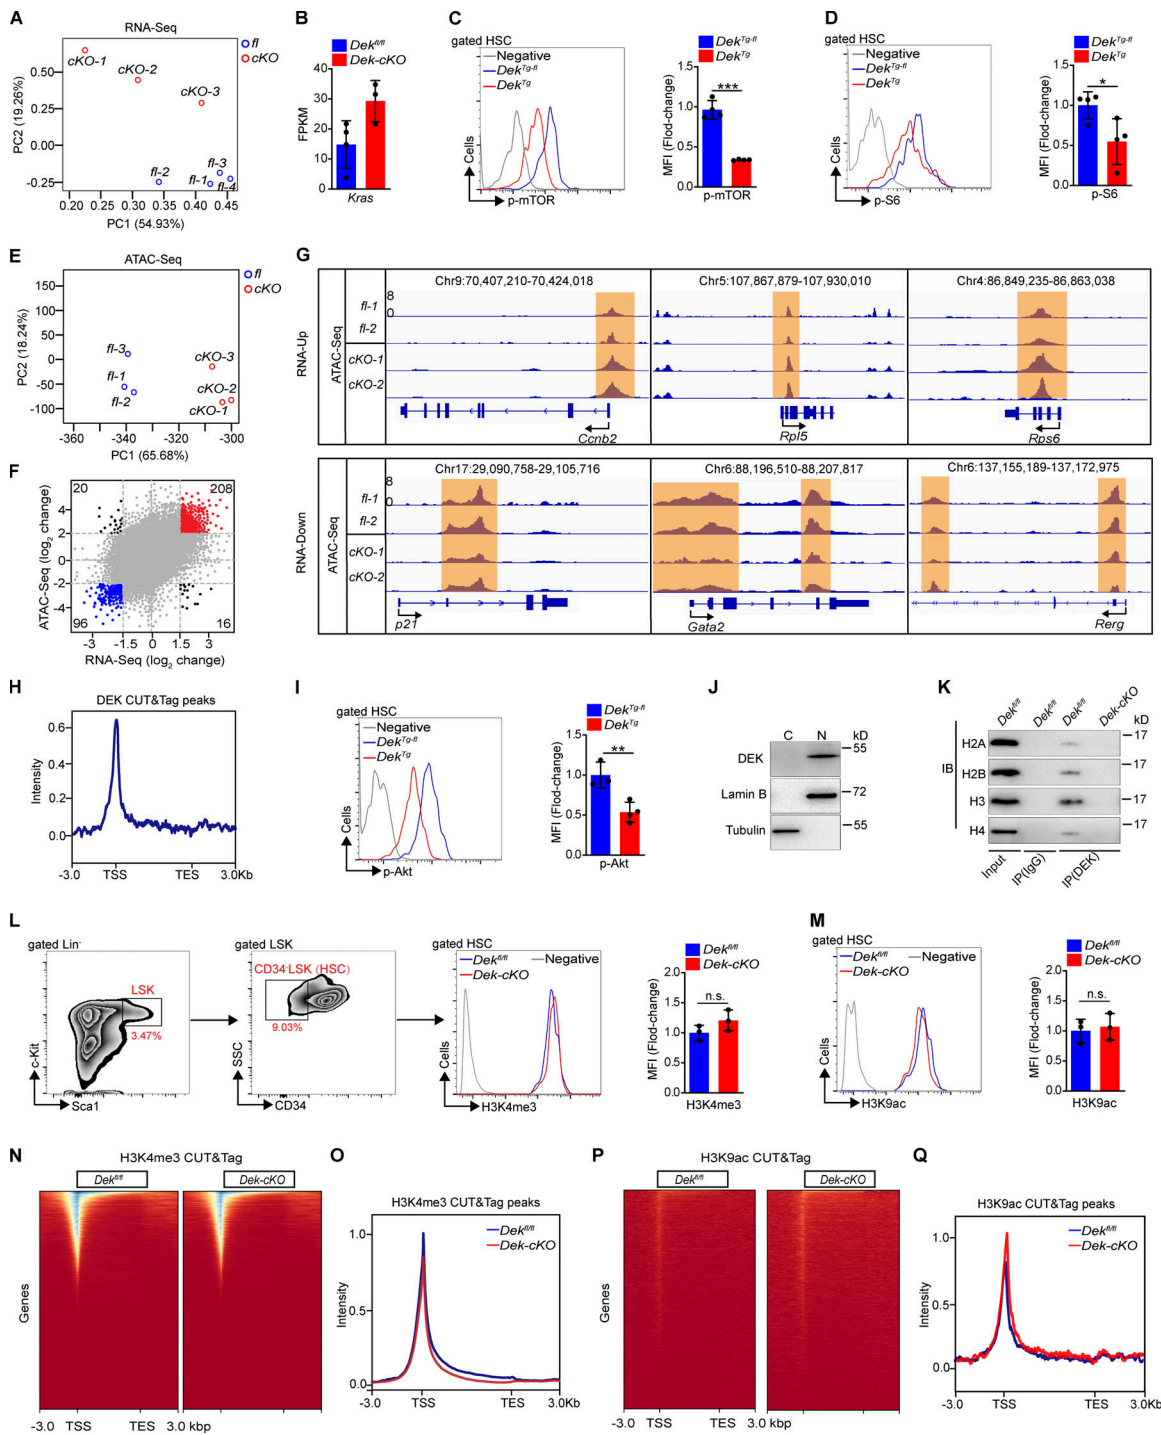 A
RNA-Seq
fl
cKO
cKO-1
cKO-2
cKO-3
fl-2
fl-3
fl-1
fl-4
PC2 (19.26%)
0.50
0.25
0.00
-0.25
0.20 0.30 0.40 0.45
PC1 (54.93%)
B
Dek^fl/fl
Dek-cKO
FPKM
40
30
20
10
0
Kras
C
gated HSC
Negative
Dek^Tg-fl
Dek^Tg
Cells
p-mTOR
Dek^Tg-fl
Dek^Tg
***
MFI (Flod-change)
1.5
1.0
0.5
0.0
p-mTOR
D
gated HSC
Negative
Dek^Tg-fl
Dek^Tg
Cells
p-S6
Dek^Tg-fl
Dek^Tg
*
MFI (Flod-change)
1.5
1.0
0.5
0.0
p-S6
E
ATAC-Seq
fl
cKO
PC2 (18.24%)
150
100
50
0
-50
-100
fl-3
fl-1
fl-2
cKO-3
cKO-2
cKO-1
-360 -340 -320 -300
PC1 (65.68%)
F
20 208
96 16
ATAC-Seq (log2 change)
4
2
0
-2
-4
-3 -1.5 0 1.5 3
RNA-Seq (log2 change)
G
RNA-Up
ATAC-Seq
Chr9:70,407,210-70,424,018
Chr5:107,867,879-107,930,010
Chr4:86,849,235-86,863,038
8
0
fl-1
fl-2
cKO-1
cKO-2
Ccnb2
Rpl5
Rps6
RNA-Down
ATAC-Seq
Chr17:29,090,758-29,105,716
Chr6:88,196,510-88,207,817
Chr6:137,155,189-137,172,975
8
0
fl-1
fl-2
cKO-1
cKO-2
p21
Gata2
Rerg
H
DEK CUT&Tag peaks
Intensity
0.6
0.4
0.2
0.0
-3.0 TSS TES 3.0Kb
I
gated HSC
Negative
Dek^Tg-fl
Dek^Tg
Cells
p-Akt
Dek^Tg-fl
Dek^Tg
**
MFI (Flod-change)
1.5
1.0
0.5
0.0
p-Akt
J
C N kD
DEK 55
Lamin B 72
Tubulin 55
K
Dek^fl/fl Dek^fl/fl Dek^fl/fl Dek-cKO
kD
IB
H2A 17
H2B 17
H3 17
H4 17
Input IP(IgG) IP(DEK)
L
gated Lin-
LSK
3.47%
c-Kit
Sca1
gated LSK
CD34-LSK (HSC)
9.03%
SSC
CD34
gated HSC
Dek^fl/fl
Dek-cKO
Negative
Cells
H3K4me3
Dek^fl/fl
Dek-cKO
n.s.
MFI (Flod-change)
2.0
1.5
1.0
0.5
0.0
H3K4me3
M
gated HSC
Dek^fl/fl
Dek-cKO
Negative
Cells
H3K9ac
Dek^fl/fl
Dek-cKO
n.s.
MFI (Flod-change)
2.0
1.5
1.0
0.5
0.0
H3K9ac
N
H3K4me3 CUT&Tag
Dek^fl/fl
Dek-cKO
Genes
-3.0 TSS TES 3.0 kbp
O
H3K4me3 CUT&Tag peaks
Dek^fl/fl
Dek-cKO
Intensity
1.0
0.5
0.0
-3.0 TSS TES 3.0Kb
P
H3K9ac CUT&Tag
Dek^fl/fl
Dek-cKO
Genes
-3.0 TSS TES 3.0 kbp
Q
H3K9ac CUT&Tag peaks
Dek^fl/fl
Dek-cKO
Intensity
1.0
0.5
0.0
-3.0 TSS TES 3.0Kb